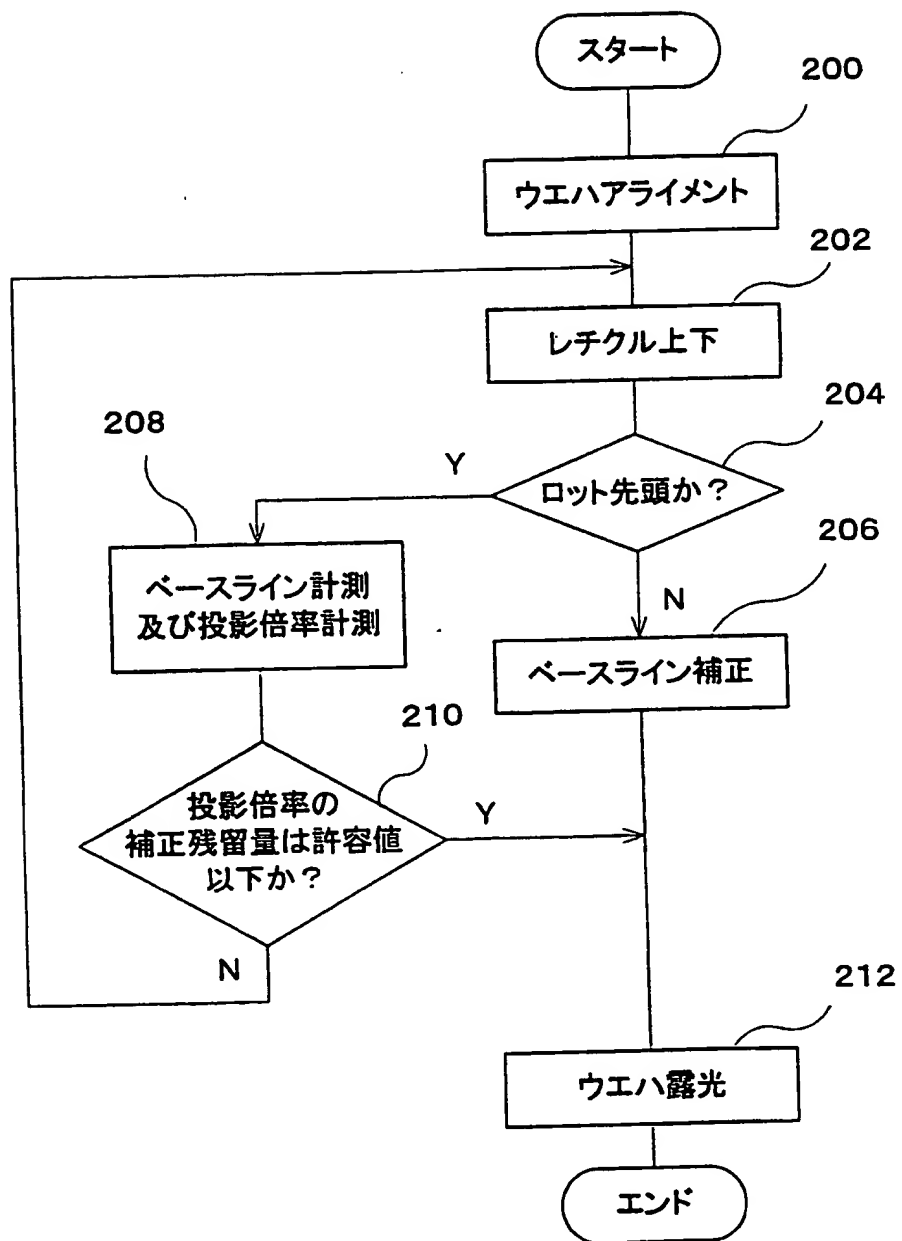 スタート
200
ウエハアライメント
202
レチクル上下
204
ロット先頭か？
Y
208
ベースライン計測
及び投影倍率計測
N
206
ベースライン補正
210
投影倍率の
補正残留量は許容値
以下か？
Y
N
212
ウエハ露光
エンド